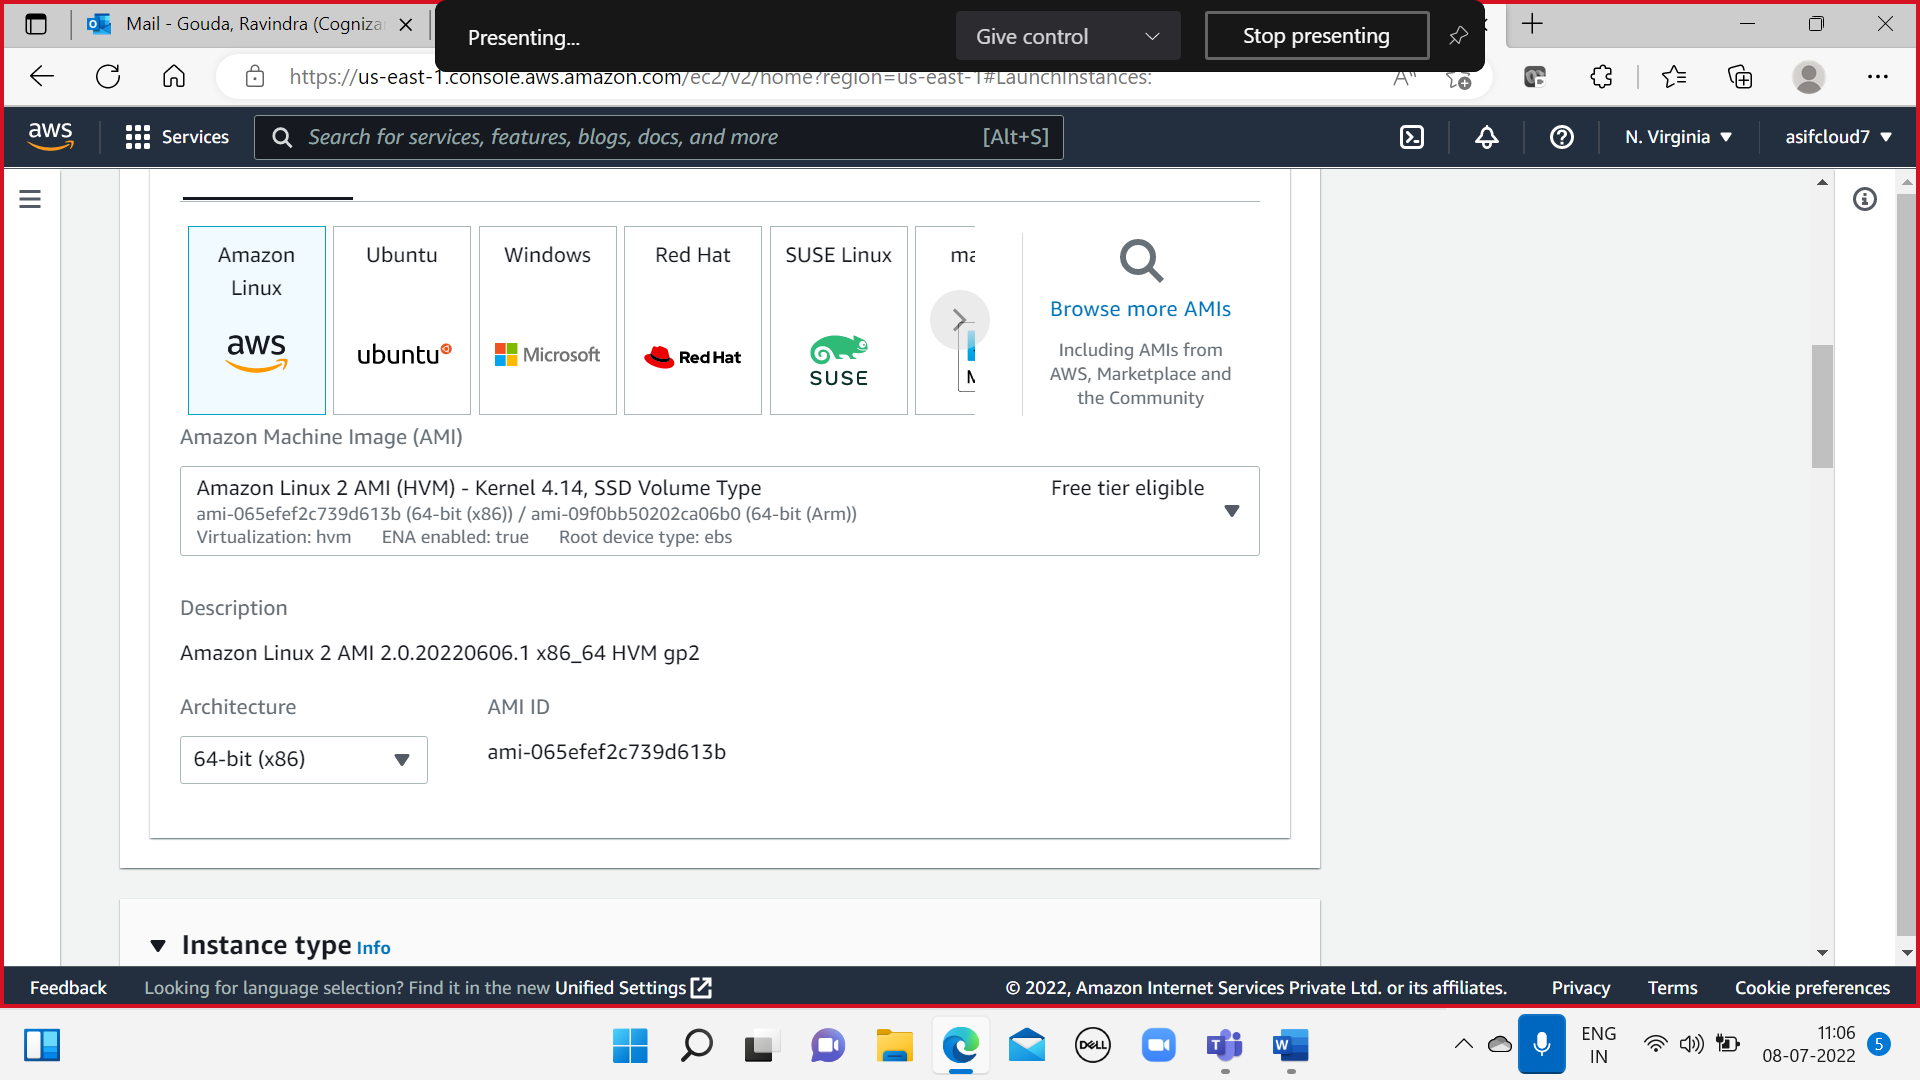 Mail - Gouda, Ravindra (Cogniza
Presenting...
Give control
Stop presenting
https://us-east-1.console.aws.amazon.com/ec2/v2/home?region=us-east-1#LaunchInstances:
aws
Services
Search for services, features, blogs, docs, and more
[Alt+S]
N. Virginia
asifcloud7
Amazon Linux
aws
Ubuntu
ubuntu
Windows
Microsoft
Red Hat
Red Hat
SUSE Linux
SUSE
ma
M
Browse more AMIs
Including AMIs from
AWS, Marketplace and
the Community
Amazon Machine Image (AMI)
Amazon Linux 2 AMI (HVM) - Kernel 4.14, SSD Volume Type
Free tier eligible
ami-065efef2c739d613b (64-bit (x86)) / ami-09f0bb50202ca06b0 (64-bit (Arm))
Virtualization: hvm ENA enabled: true Root device type: ebs
Description
Amazon Linux 2 AMI 2.0.20220606.1 x86_64 HVM gp2
Architecture
AMI ID
64-bit (x86)
ami-065efef2c739d613b
Instance type Info
Feedback
Looking for language selection? Find it in the new Unified Settings
© 2022, Amazon Internet Services Private Ltd. or its affiliates.
Privacy
Terms
Cookie preferences
DELL
T
W
ENG
IN
11:06
08-07-2022
5